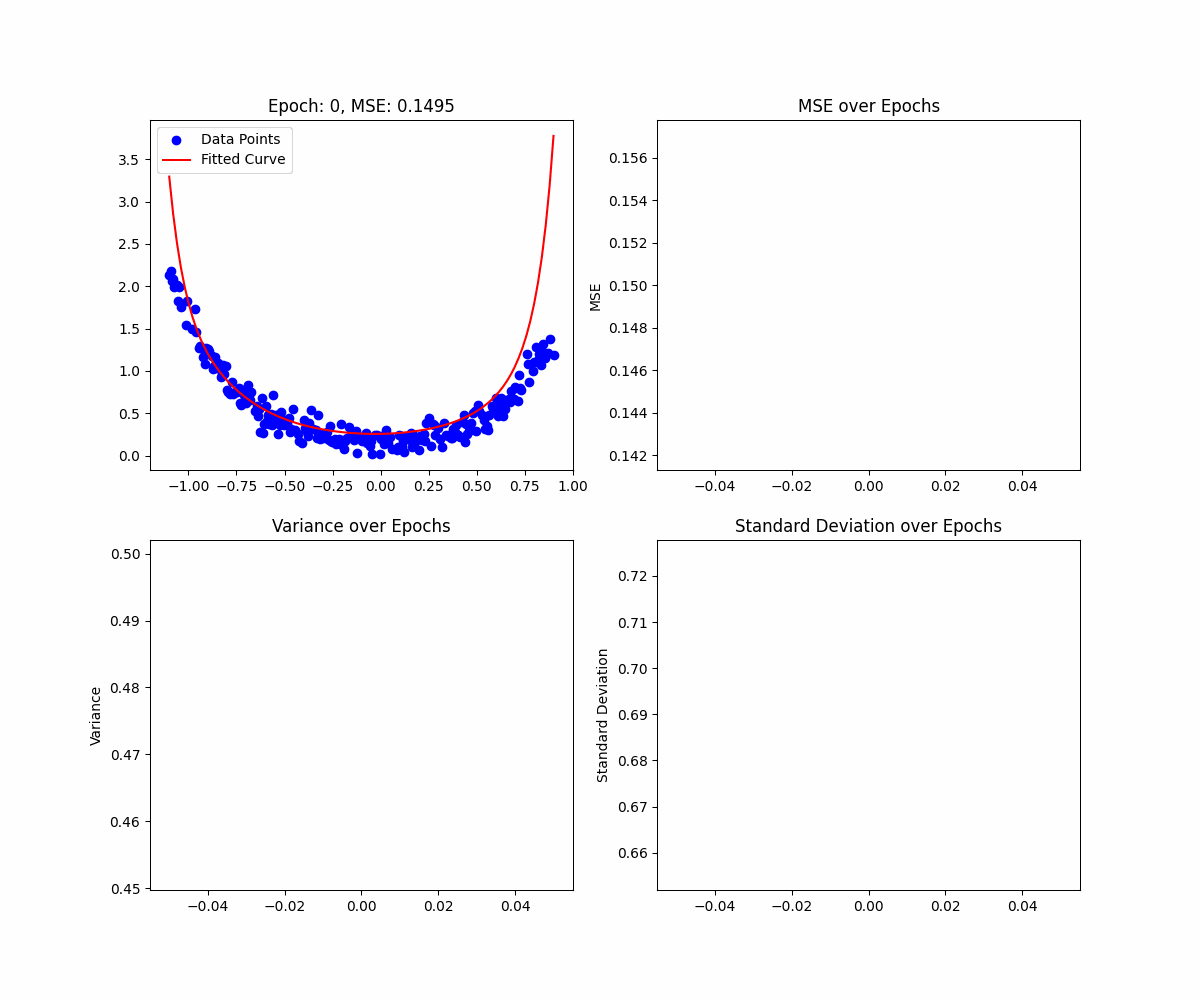 Epoch: 0, MSE: 0.1495
Data Points
Fitted Curve
3.5
3.0
2.5
2.0
1.5
1.0
0.5
0.0
−1.00 −0.75 −0.50 −0.25 0.00 0.25 0.50 0.75 1.00
MSE over Epochs
MSE
0.156
0.154
0.152
0.150
0.148
0.146
0.144
0.142
−0.04 −0.02 0.00 0.02 0.04
Variance over Epochs
Variance
0.50
0.49
0.48
0.47
0.46
0.45
−0.04 −0.02 0.00 0.02 0.04
Standard Deviation over Epochs
Standard Deviation
0.72
0.71
0.70
0.69
0.68
0.67
0.66
−0.04 −0.02 0.00 0.02 0.04